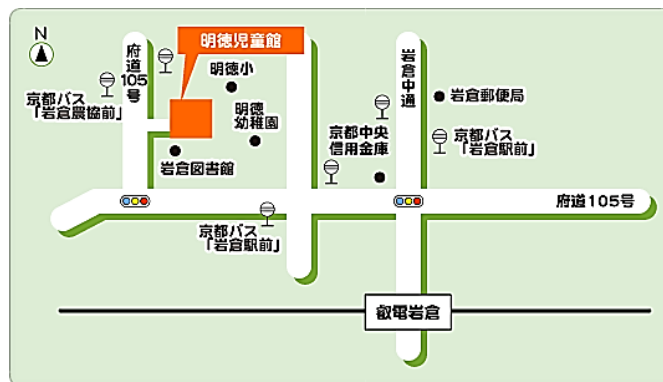 N
明徳児童館
府道
105
号
明徳小
岩倉中通
京都バス
「岩倉農協前」
明徳
幼稚園
岩倉郵便局
京都中央
信用金庫
京都バス
「岩倉駅前」
岩倉図書館
府道105号
京都バス
「岩倉駅前」
叡電岩倉